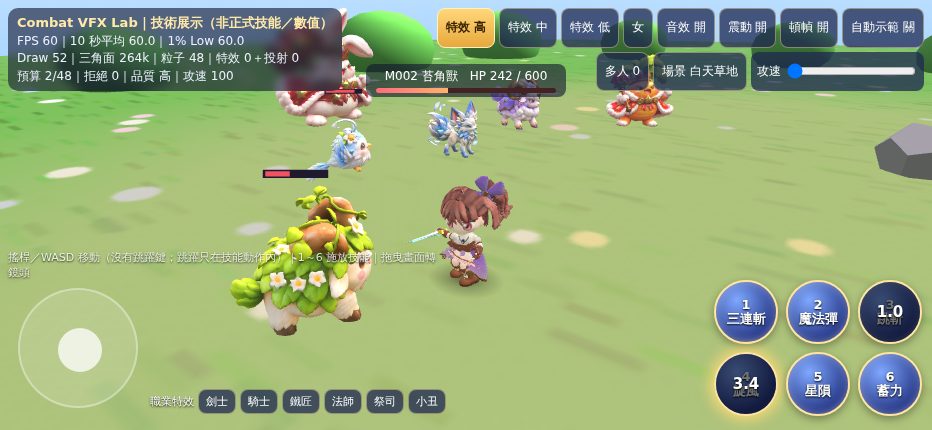 Combat VFX Lab｜技術展示（非正式技能／數值）
FPS 60｜10 秒平均 60.0｜1% Low 60.0
Draw 52｜三角面 264k｜粒子 48｜特效 0＋投射 0
預算 2/48｜拒絕 0｜品質 高｜攻速 100
M002 苔角獸 HP 242 / 600
特效 高
特效 中
特效 低
女
音效 開
震動 開
頓幀 開
自動示範 關
多人 0
場景 白天草地
攻速
搖桿／WASD 移動（沒有跳躍鍵；跳躍只在技能動作內）｜1~6 施放技能｜拖曳畫面轉
鏡頭
1
三連斬
2
魔法彈
3
1.0
跳斬
4
3.4
旋風
5
星隕
6
蓄力
職業特效
劍士
騎士
鐵匠
法師
祭司
小丑